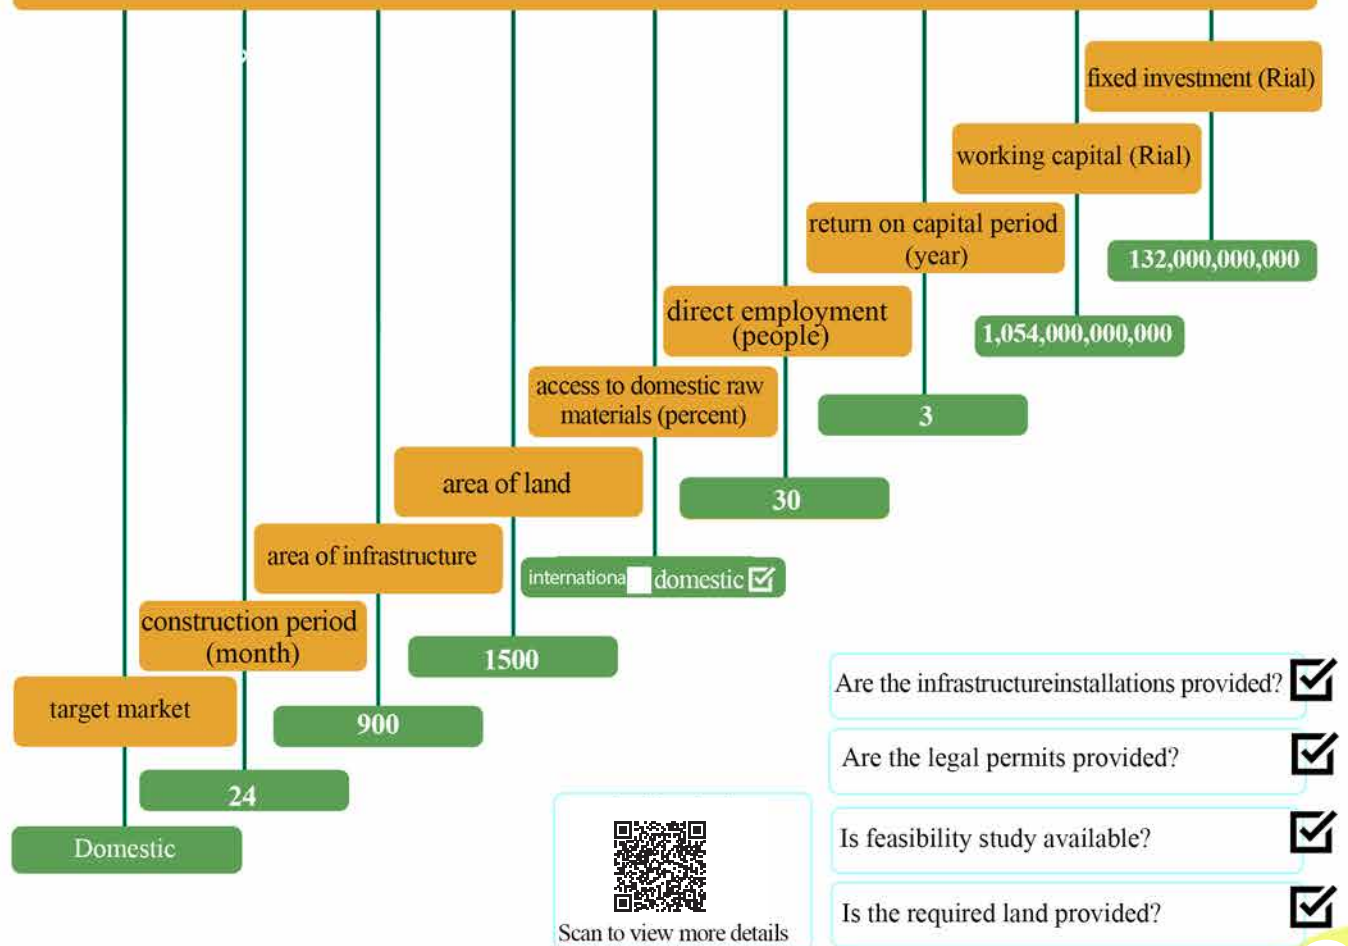 fixed investment (Rial)
132,000,000,000
working capital (Rial)
1,054,000,000,000
return on capital period
(year)
3
direct employment
(people)
30
access to domestic raw
materials (percent)
internationa domestic
area of land
1500
area of infrastructure
900
construction period
(month)
24
target market
Domestic
Are the infrastructureinstallations provided?
Are the legal permits provided?
Is feasibility study available?
Is the required land provided?
Scan to view more details